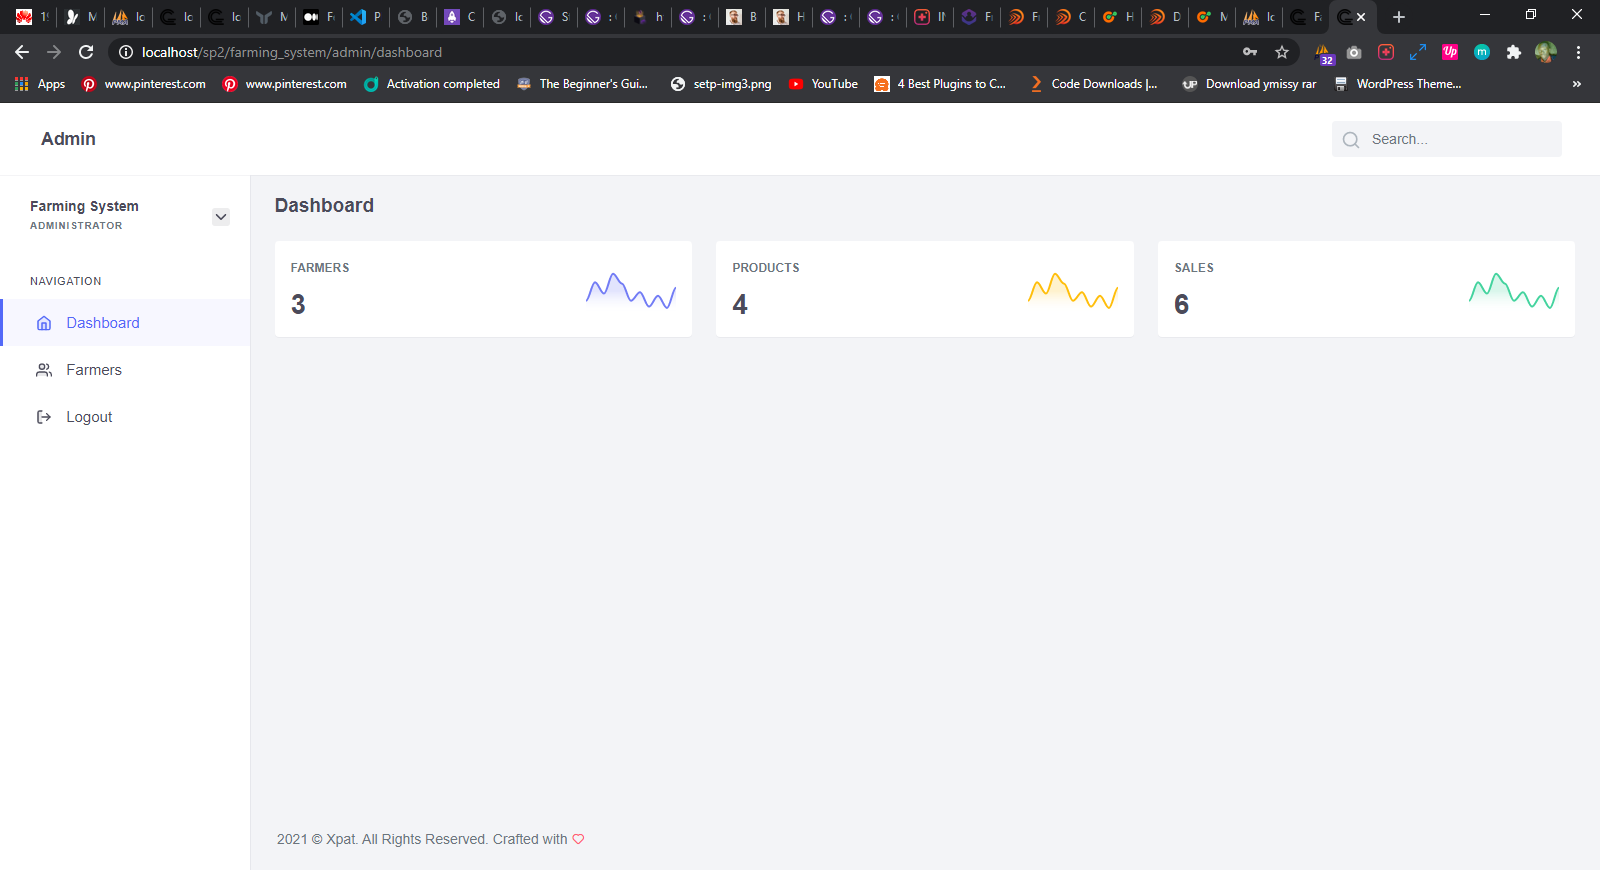 localhost/sp2/farming_system/admin/dashboard
32
Up
m
Apps
www.pinterest.com
www.pinterest.com
Activation completed
The Beginner's Gui...
setp-img3.png
YouTube
4 Best Plugins to C...
Code Downloads |...
Download ymissy rar
WordPress Theme...
»
Admin
Search...
Farming System
ADMINISTRATOR
NAVIGATION
Dashboard
Farmers
Logout
Dashboard
FARMERS
3
PRODUCTS
4
SALES
6
2021 © Xpat. All Rights Reserved. Crafted with